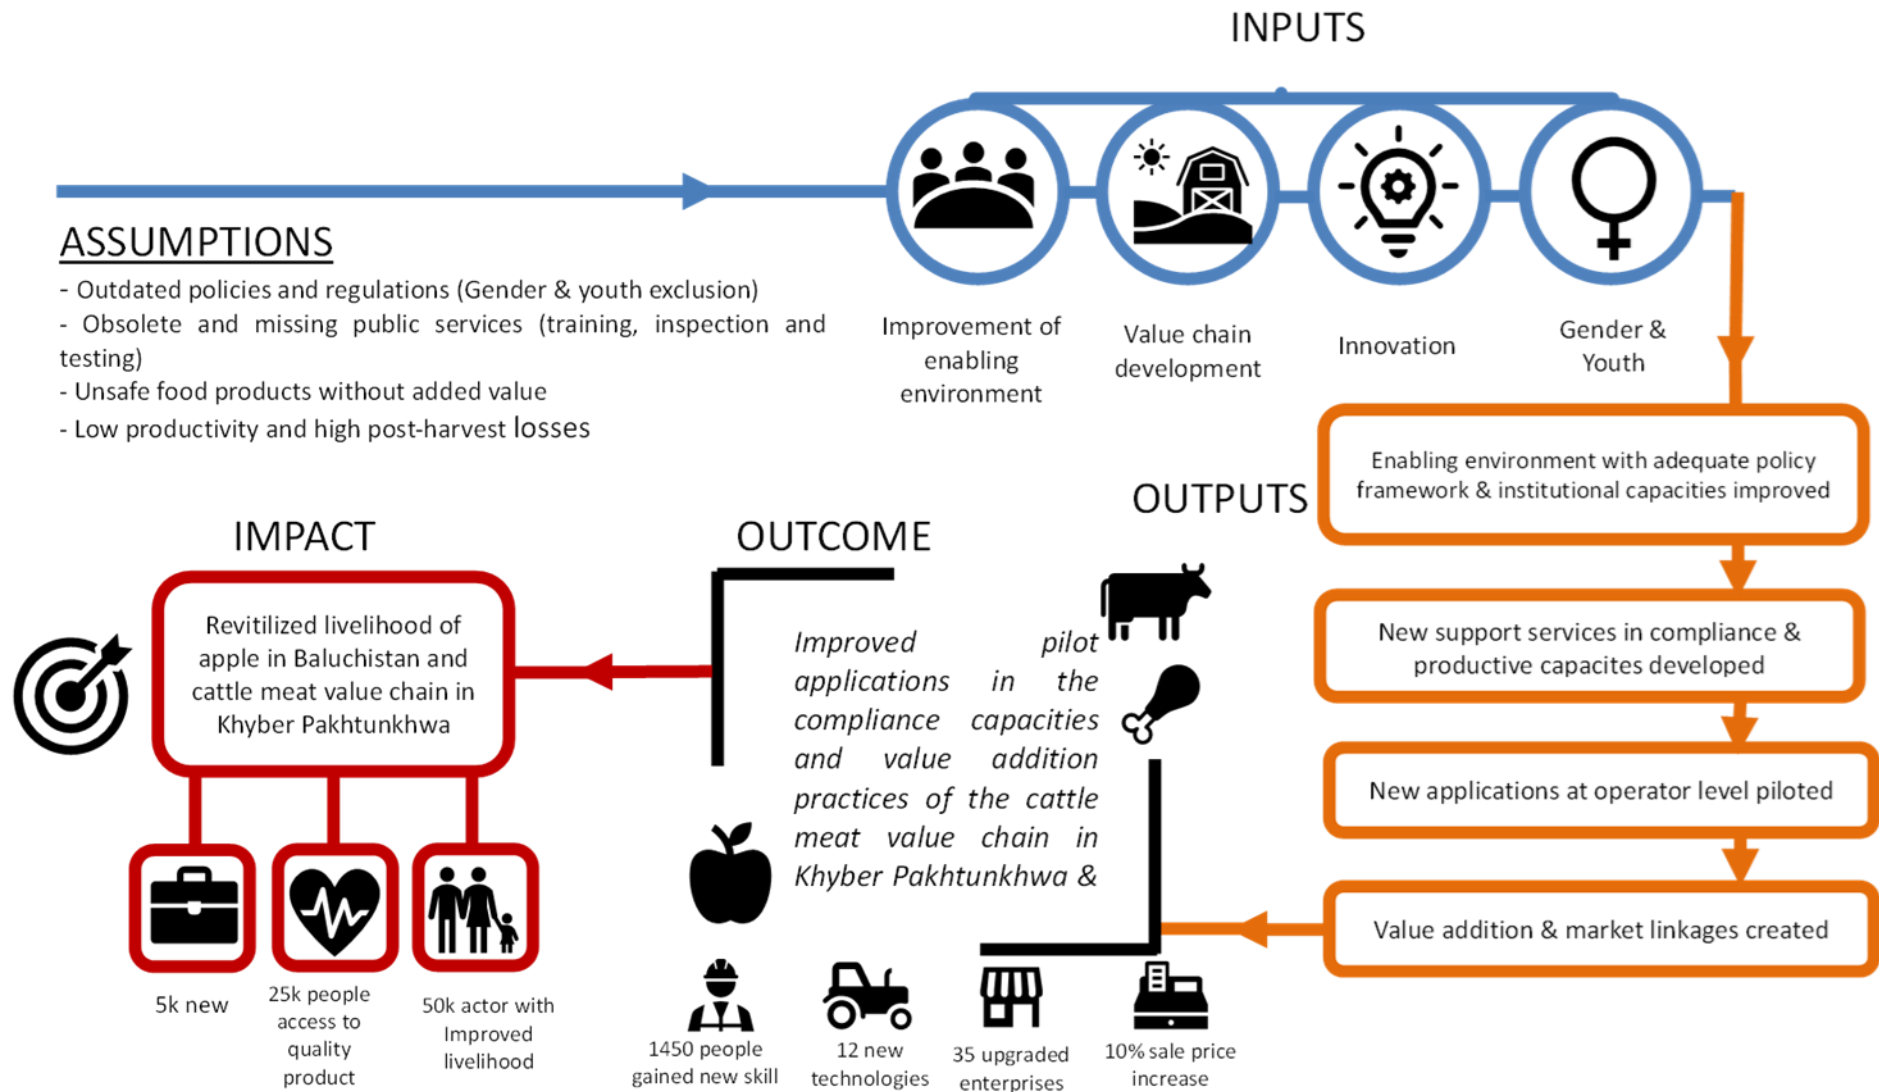 INPUTS
Improvement of
enabling
environment
Value chain
development
Innovation
Gender &
Youth
ASSUMPTIONS
- Outdated policies and regulations (Gender & youth exclusion)
- Obsolete and missing public services (training, inspection and
testing)
- Unsafe food products without added value
- Low productivity and high post-harvest losses
OUTPUTS
Enabling environment with adequate policy
framework & institutional capacities improved
New support services in compliance &
productive capacites developed
New applications at operator level piloted
Value addition & market linkages created
OUTCOME
Improved pilot
applications in the
compliance capacities
and value addition
practices of the cattle
meat value chain in
Khyber Pakhtunkhwa &
1450 people
gained new skill
12 new
technologies
35 upgraded
enterprises
10% sale price
increase
IMPACT
Revitilized livelihood of
apple in Baluchistan and
cattle meat value chain in
Khyber Pakhtunkhwa
5k new
25k people
access to
quality
product
50k actor with
Improved
livelihood